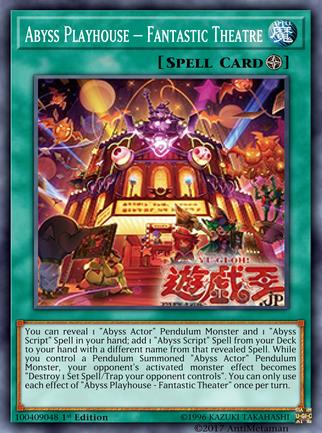 Abyss Playhouse – Fantastic Theatre
魔
[Spell Card]
YU-GI-OH!
遊戯王
.JP
You can reveal 1 "Abyss Actor" Pendulum Monster and 1 "Abyss
Script" Spell in your hand; add 1 "Abyss Script" Spell from your Deck
to your hand with a different name from that revealed Spell. While
you control a Pendulum Summoned "Abyss Actor" Pendulum
Monster, your opponent's activated monster effect becomes
"Destroy 1 Set Spell/Trap your opponent controls". You can only use
each effect of "Abyss Playhouse - Fantastic Theater" once per turn.
100409048 1st Edition
©1996 KAZUKI TAKAHASHI
©2017 AntiMetaman